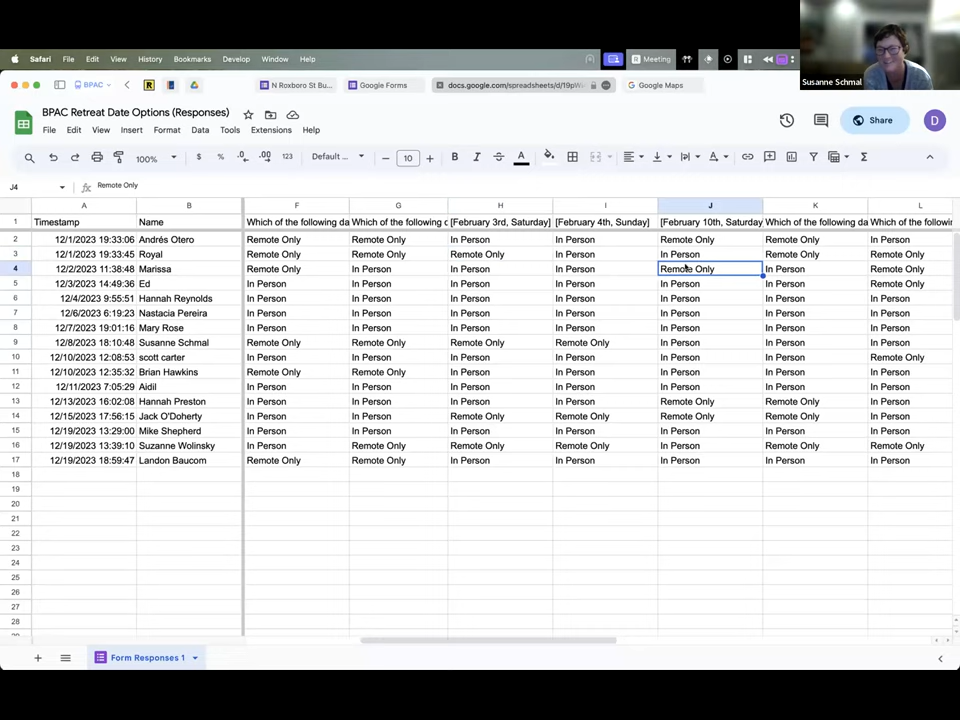 Susanne Schmal
Safari File Edit View History Bookmarks Develop Window Help Meeting
BPAC N Roxboro St Bu... Google Forms docs.google.com/spreadsheets/d/19pW Google Maps
BPAC Retreat Date Options (Responses)
File Edit View Insert Format Data Tools Extensions Help Share D
100% $ % .0 .00 123 Default ... 10 B I A
J4 fx Remote Only
A B F G H I J K L
1 Timestamp Name Which of the following da Which of the following d [February 3rd, Saturday] [February 4th, Sunday] [February 10th, Saturday Which of the following da Which of the followin
2 12/1/2023 19:33:06 Andrés Otero Remote Only Remote Only In Person In Person Remote Only Remote Only In Person
3 12/1/2023 19:33:45 Royal Remote Only Remote Only Remote Only In Person In Person Remote Only Remote Only
4 12/2/2023 11:38:48 Marissa Remote Only In Person In Person In Person Remote Only In Person Remote Only
5 12/3/2023 14:49:36 Ed In Person In Person In Person In Person In Person In Person Remote Only
6 12/4/2023 9:55:51 Hannah Reynolds In Person In Person In Person In Person In Person In Person In Person
7 12/6/2023 6:19:23 Nastacia Pereira In Person In Person In Person In Person In Person In Person In Person
8 12/7/2023 19:01:16 Mary Rose In Person In Person In Person In Person In Person In Person In Person
9 12/8/2023 18:10:48 Susanne Schmal Remote Only Remote Only Remote Only Remote Only In Person In Person In Person
10 12/10/2023 12:08:53 scott carter In Person In Person In Person In Person In Person In Person Remote Only
11 12/10/2023 12:35:32 Brian Hawkins Remote Only Remote Only In Person In Person In Person In Person In Person
12 12/11/2023 7:05:29 Aidil In Person In Person In Person In Person In Person In Person In Person
13 12/13/2023 16:02:08 Hannah Preston In Person In Person In Person In Person Remote Only Remote Only In Person
14 12/15/2023 17:56:15 Jack O'Doherty In Person In Person Remote Only Remote Only Remote Only In Person In Person
15 12/19/2023 13:29:00 Mike Shepherd In Person In Person In Person In Person In Person In Person In Person
16 12/19/2023 13:39:10 Suzanne Wolinsky In Person Remote Only Remote Only Remote Only In Person Remote Only Remote Only
17 12/19/2023 18:59:47 Landon Baucom Remote Only Remote Only In Person In Person In Person In Person In Person
18
19
20
21
22
23
24
25
26
27
28
Form Responses 1